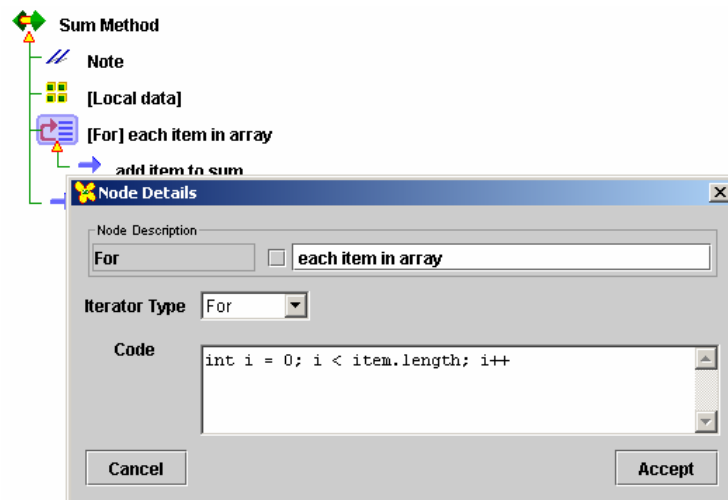 Sum Method
Note
[Local data]
[For] each item in array
add item to sum
Node Details
Node Description
For
each item in array
Iterator Type
For
Code
int i = 0; i < item.length; i++
Cancel
Accept